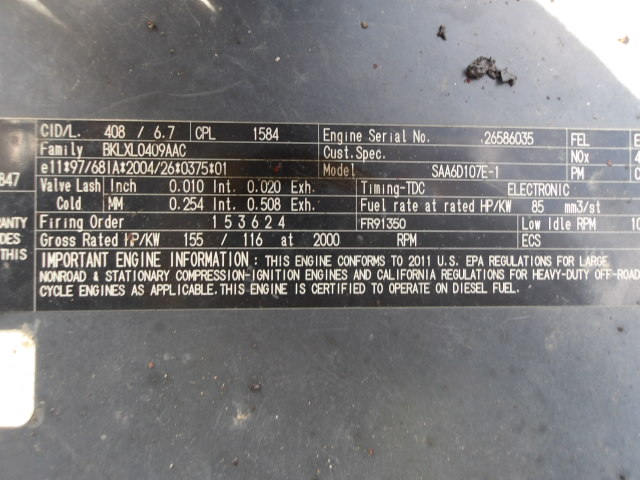 CID/L. 408 / 6.7 CPL 1584 Engine Serial No. 26586035 FEL
Family BKLXL0409AAC Cust.Spec. NOx
847 e11*97/68IA*2004/26*0375*01 Model SAA6D107E-1 PM
Valve Lash Inch 0.010 Int. 0.020 Exh. Timing-TDC ELECTRONIC
Cold MM 0.254 Int. 0.508 Exh. Fuel rate at rated HP/KW 85 mm3/st
Firing Order 1 5 3 6 2 4 FR91350 Low Idle RPM
THIS Gross Rated HP/KW 155 / 116 at 2000 RPM ECS
IMPORTANT ENGINE INFORMATION : THIS ENGINE CONFORMS TO 2011 U.S. EPA REGULATIONS FOR LARGE
NONROAD & STATIONARY COMPRESSION-IGNITION ENGINES AND CALIFORNIA REGULATIONS FOR HEAVY-DUTY OFF-ROAD
CYCLE ENGINES AS APPLICABLE. THIS ENGINE IS CERTIFIED TO OPERATE ON DIESEL FUEL.